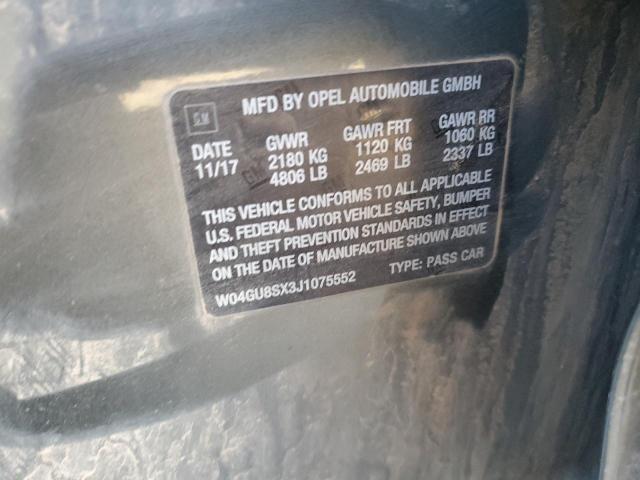 MFD BY OPEL AUTOMOBILE GMBH
GM
DATE GVWR GAWR FRT GAWR RR
11/17 2180 KG 1120 KG 1060 KG
4806 LB 2469 LB 2337 LB
THIS VEHICLE CONFORMS TO ALL APPLICABLE
U.S. FEDERAL MOTOR VEHICLE SAFETY, BUMPER
AND THEFT PREVENTION STANDARDS IN EFFECT
ON THE DATE OF MANUFACTURE SHOWN ABOVE
W04GU8SX3J1075552 TYPE: PASS CAR